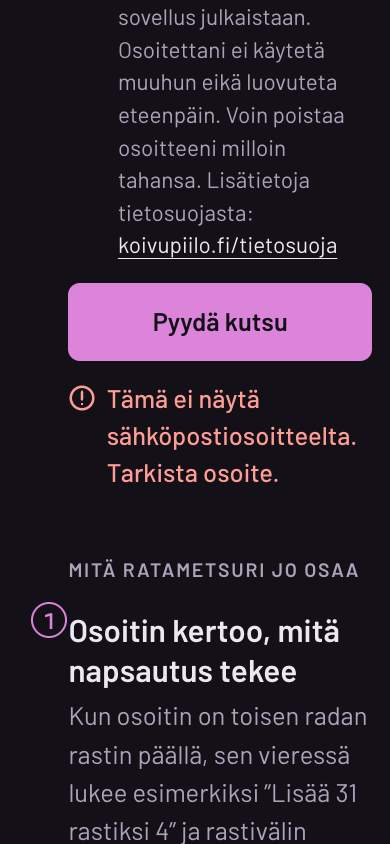 sovellus julkaistaan.
Osoitettani ei käytetä
muuhun eikä luovuteta
eteenpäin. Voin poistaa
osoitteeni milloin
tahansa. Lisätietoja
tietosuojasta:
koivupiilo.fi/tietosuoja
Pyydä kutsu
Tämä ei näytä
sähköpostiosoitteelta.
Tarkista osoite.
MITÄ RATAMETSURI JO OSAA
1
Osoitin kertoo, mitä
napsautus tekee
Kun osoitin on toisen radan
rastin päällä, sen vieressä
lukee esimerkiksi ”Lisää 31
rastiksi 4” ja rastivälin